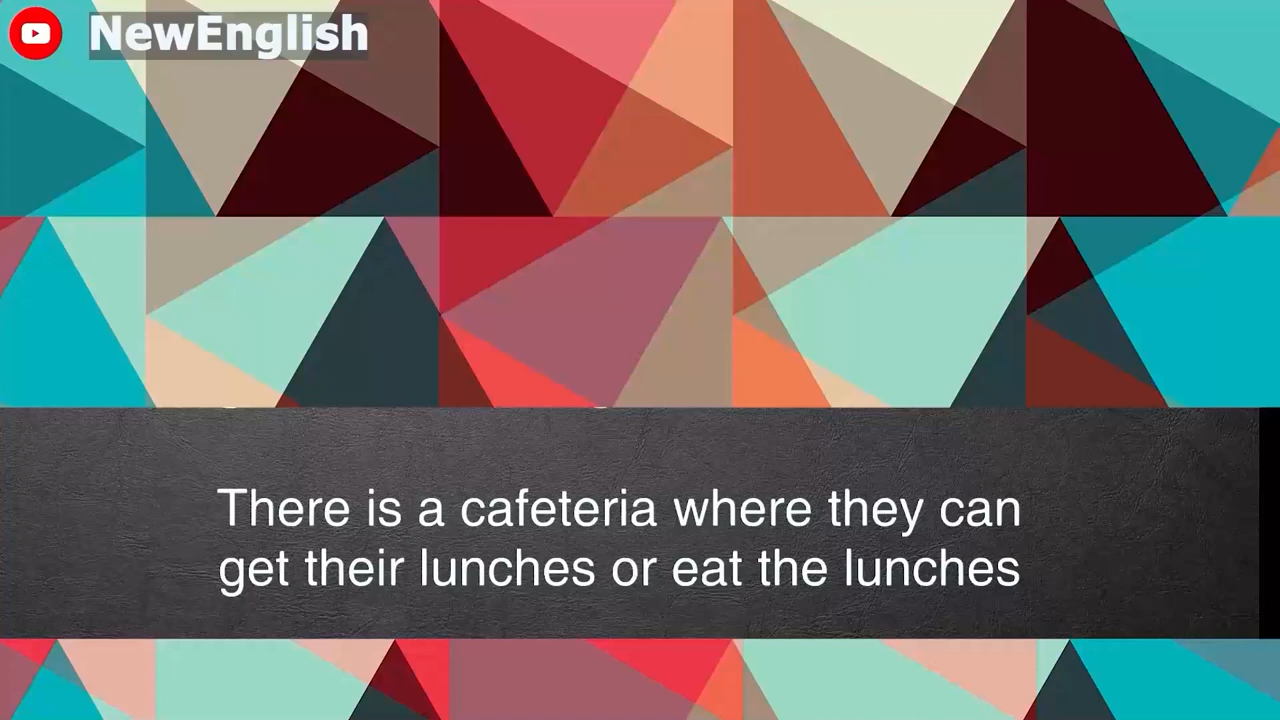 NewEnglish
There is a cafeteria where they can
get their lunches or eat the lunches